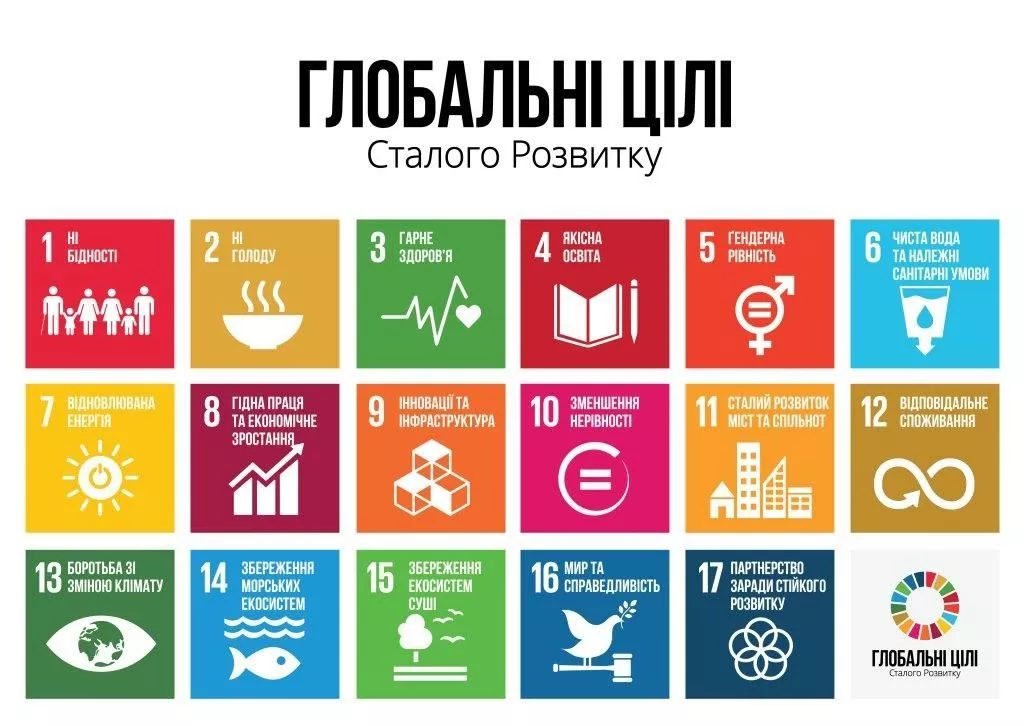 ГЛОБАЛЬНІ ЦІЛІ
Сталого Розвитку
1 НІ
БІДНОСТІ
2 НІ
ГОЛОДУ
3 ГАРНЕ
ЗДОРОВ'Я
4 ЯКІСНА
ОСВІТА
5 ҐЕНДЕРНА
РІВНІСТЬ
6 ЧИСТА ВОДА
ТА НАЛЕЖНІ
САНІТАРНІ УМОВИ
7 ВІДНОВЛЮВАНА
ЕНЕРГІЯ
8 ГІДНА ПРАЦЯ
ТА ЕКОНОМІЧНЕ
ЗРОСТАННЯ
9 ІННОВАЦІЇ ТА
ІНФРАСТРУКТУРА
10 ЗМЕНШЕННЯ
НЕРІВНОСТІ
11 СТАЛИЙ РОЗВИТОК
МІСТ ТА СПІЛЬНОТ
12 ВІДПОВІДАЛЬНЕ
СПОЖИВАННЯ
13 БОРОТЬБА ЗІ
ЗМІНОЮ КЛІМАТУ
14 ЗБЕРЕЖЕННЯ
МОРСЬКИХ
ЕКОСИСТЕМ
15 ЗБЕРЕЖЕННЯ
ЕКОСИСТЕМ
СУШІ
16 МИР ТА
СПРАВЕДЛИВІСТЬ
17 ПАРТНЕРСТВО
ЗАРАДИ СТІЙКОГО
РОЗВИТКУ
ГЛОБАЛЬНІ ЦІЛІ
Сталого Розвитку